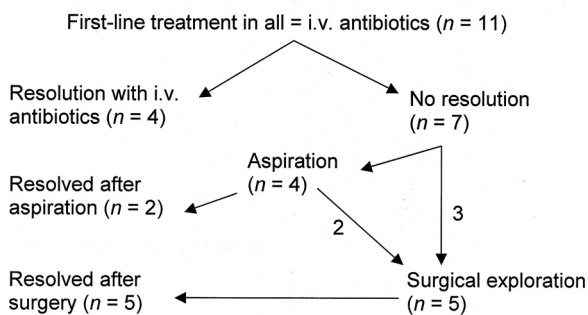 First-line treatment in all = i.v. antibiotics (n = 11)
Resolution with i.v.
antibiotics (n = 4)
No resolution
(n = 7)
Aspiration
(n = 4)
Resolved after
aspiration (n = 2)
2
3
Surgical exploration
(n = 5)
Resolved after
surgery (n = 5)